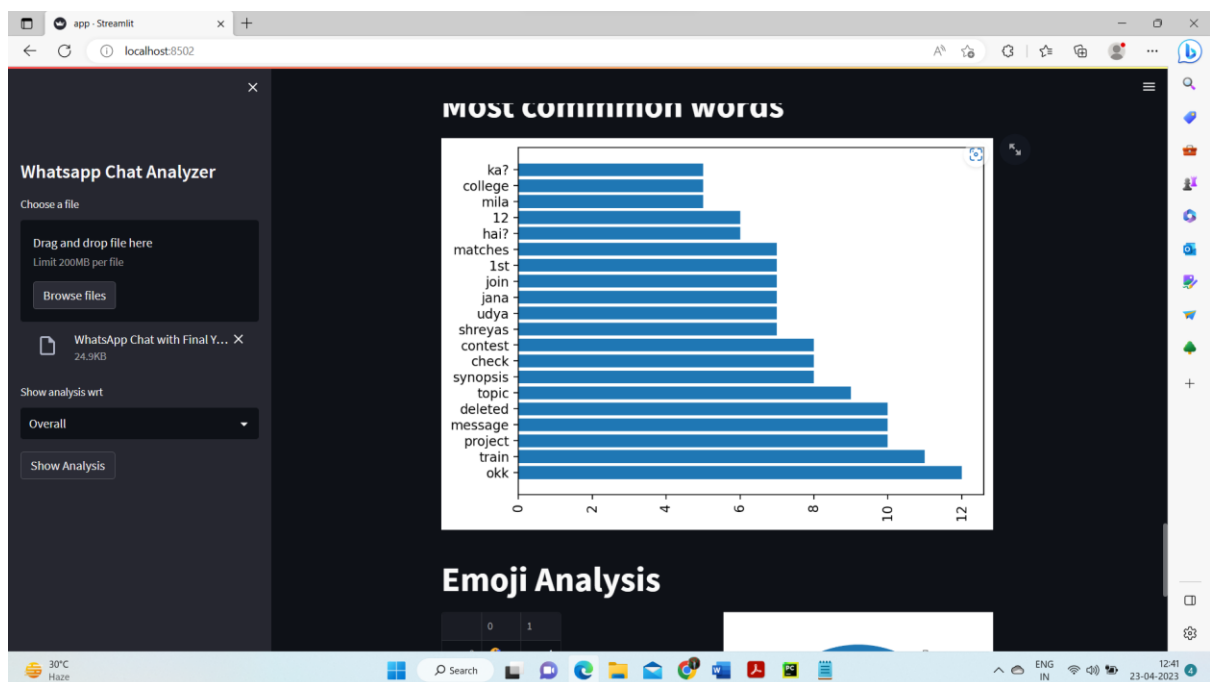 app - Streamlit
localhost:8502
Whatsapp Chat Analyzer
Choose a file
Drag and drop file here
Limit 200MB per file
Browse files
WhatsApp Chat with Final Y...
24.9KB
Show analysis wrt
Overall
Show Analysis
Most commmon words
ka?
college
mila
12
hai?
matches
1st
join
jana
udya
shreyas
contest
check
synopsis
topic
deleted
message
project
train
okk
0 2 4 6 8 10 12
Emoji Analysis
0 1
30°C
Haze
Search
ENG
IN
12:41
23-04-2023
4